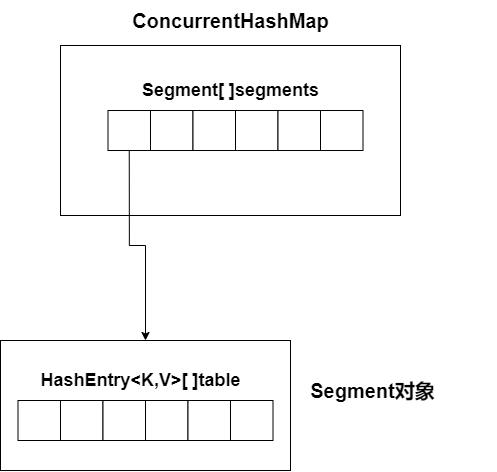 ConcurrentHashMap
Segment[ ]segments
HashEntry<K,V>[ ]table
Segment对象